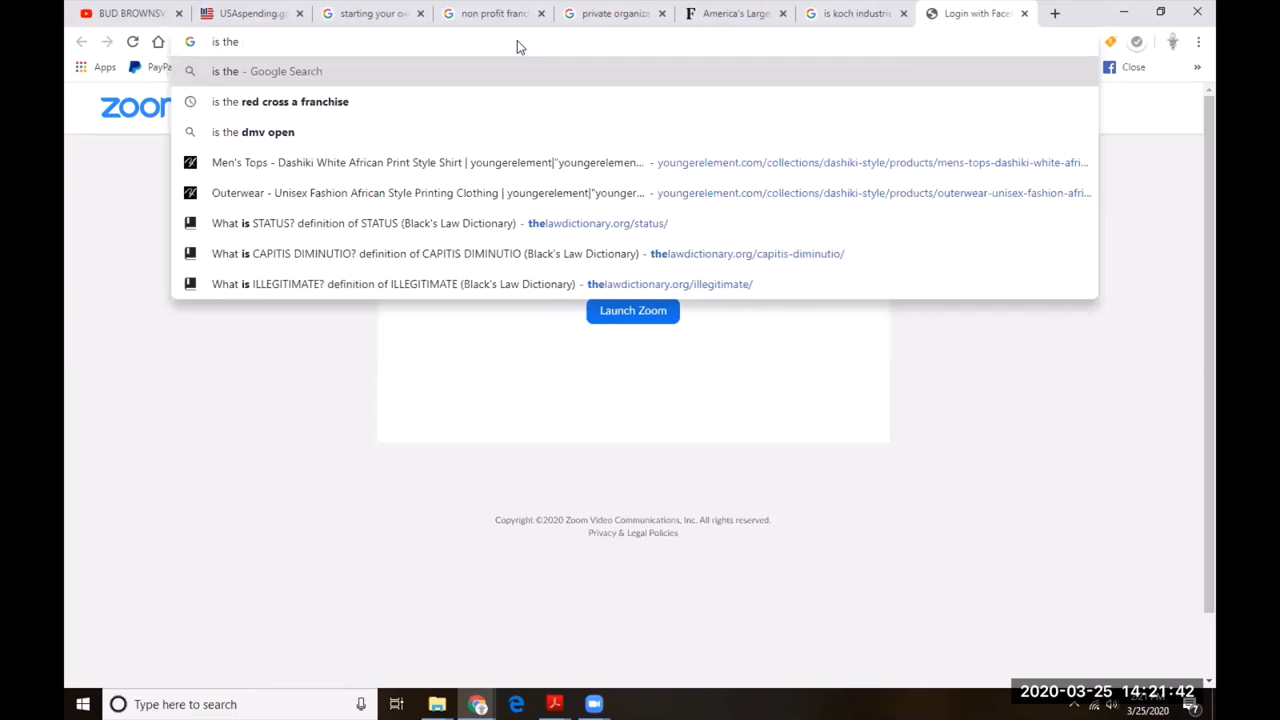 BUD BROWNSV
USAspending.g
starting your ow
non profit franc
private organiza
America's Large
is koch industrie
Login with Face
is the
Apps
PayPa
Close
is the - Google Search
is the red cross a franchise
is the dmv open
Men's Tops - Dashiki White African Print Style Shirt | youngerelement|"youngerelemen... - youngerelement.com/collections/dashiki-style/products/mens-tops-dashiki-white-afri...
Outerwear - Unisex Fashion African Style Printing Clothing | youngerelement|"younger... - youngerelement.com/collections/dashiki-style/products/outerwear-unisex-fashion-afri...
What is STATUS? definition of STATUS (Black's Law Dictionary) - thelawdictionary.org/status/
What is CAPITIS DIMINUTIO? definition of CAPITIS DIMINUTIO (Black's Law Dictionary) - thelawdictionary.org/capitis-diminutio/
What is ILLEGITIMATE? definition of ILLEGITIMATE (Black's Law Dictionary) - thelawdictionary.org/illegitimate/
zoom
Launch Zoom
Copyright ©2020 Zoom Video Communications, Inc. All rights reserved.
Privacy & Legal Policies
Type here to search
2020-03-25 14:21:42
3/25/2020
7